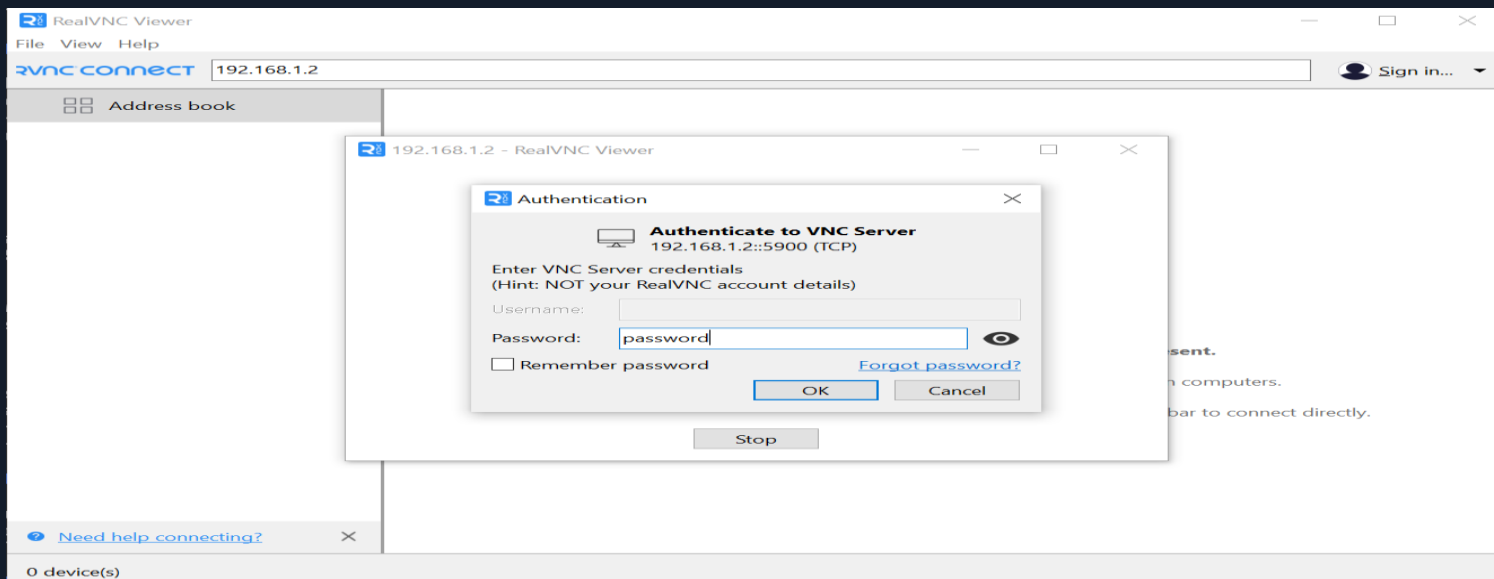 RealVNC Viewer
File View Help
RVNC CONNECT 192.168.1.2 Sign in...
Address book
192.168.1.2 - RealVNC Viewer
Authentication
Authenticate to VNC Server
192.168.1.2::5900 (TCP)
Enter VNC Server credentials
(Hint: NOT your RealVNC account details)
Username:
Password: password
Remember password Forgot password?
OK Cancel
sent.
computers.
bar to connect directly.
Stop
Need help connecting?
0 device(s)